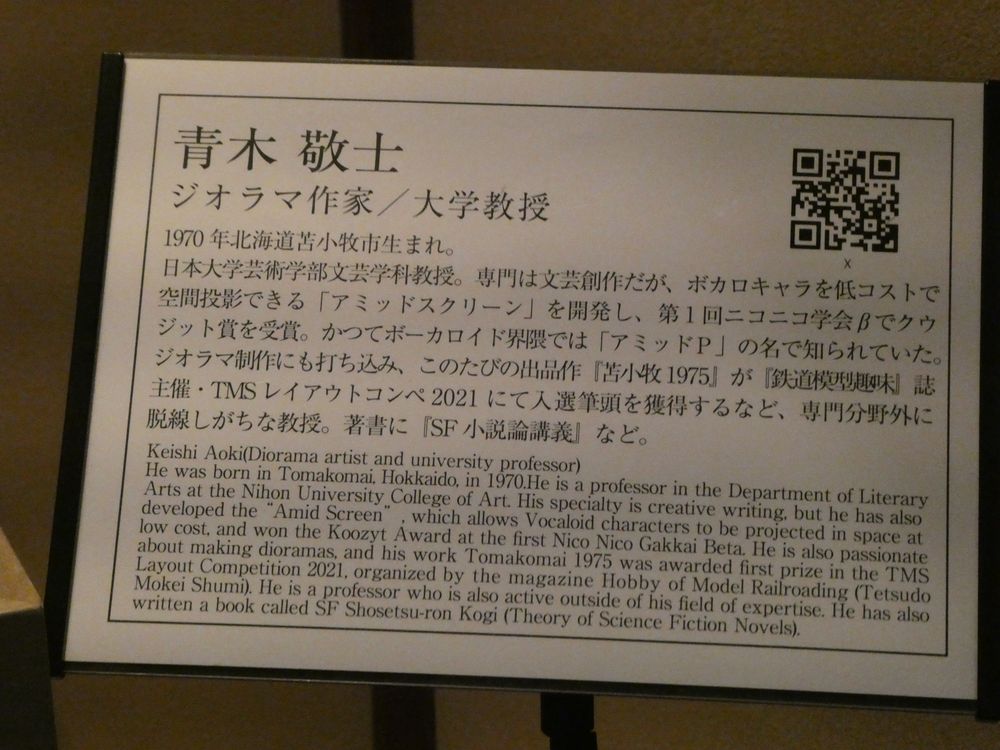 青木 敬士
ジオラマ作家／大学教授
X
1970 年北海道苫小牧市生まれ。
日本大学芸術学部文芸学科教授。専門は文芸創作だが、ボカロキャラを低コストで
空間投影できる「アミッドスクリーン」を開発し、第1回ニコニコ学会βでクウ
ジット賞を受賞。かつてボーカロイド界隈では「アミッドP」の名で知られていた。
ジオラマ制作にも打ち込み、このたびの出品作『苫小牧1975』が『鉄道模型趣味』誌
主催・TMSレイアウトコンペ2021にて入選筆頭を獲得するなど、専門分野外に
脱線しがちな教授。著書に『SF小説論講義』など。
Keishi Aoki(Diorama artist and university professor)
He was born in Tomakomai, Hokkaido, in 1970.He is a professor in the Department of Literary
Arts at the Nihon University College of Art. His specialty is creative writing, but he has also
developed the “Amid Screen”, which allows Vocaloid characters to be projected in space at
low cost, and won the Koozyt Award at the first Nico Nico Gakkai Beta. He is also passionate
about making dioramas, and his work Tomakomai 1975 was awarded first prize in the TMS
Layout Competition 2021, organized by the magazine Hobby of Model Railroading (Tetsudo
Mokei Shumi). He is a professor who is also active outside of his field of expertise. He has also
written a book called SF Shosetsu-ron Kogi (Theory of Science Fiction Novels).